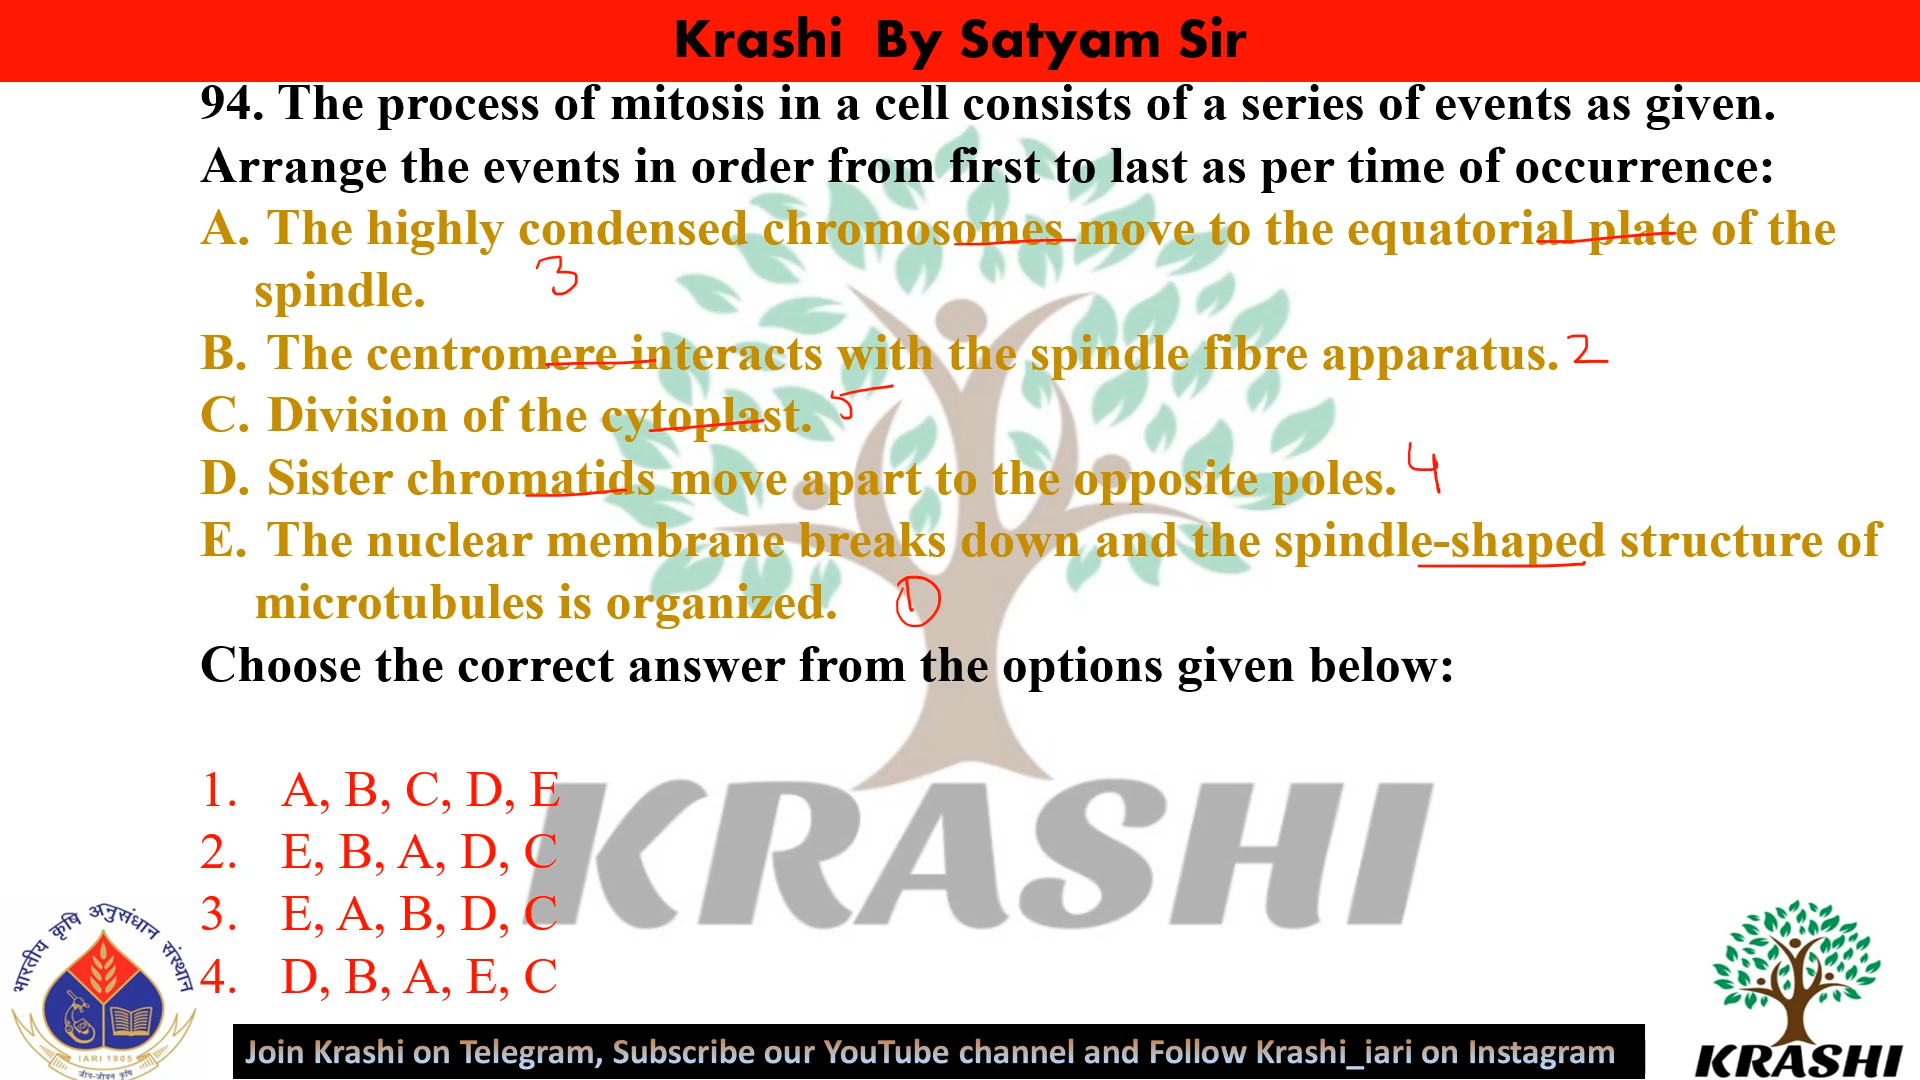 Krashi By Satyam Sir
94. The process of mitosis in a cell consists of a series of events as given.
Arrange the events in order from first to last as per time of occurrence:
A. The highly condensed chromosomes move to the equatorial plate of the
spindle. 3
B. The centromere interacts with the spindle fibre apparatus. 2
C. Division of the cytoplast. 5
D. Sister chromatids move apart to the opposite poles. 4
E. The nuclear membrane breaks down and the spindle-shaped structure of
microtubules is organized. 1
Choose the correct answer from the options given below:
1. A, B, C, D, E
2. E, B, A, D, C
3. E, A, B, D, C
4. D, B, A, E, C
KRASHI
भारतीय कृषि अनुसंधान संस्थान
IARI 1905
Join Krashi on Telegram, Subscribe our YouTube channel and Follow Krashi_iari on Instagram
KRASHI